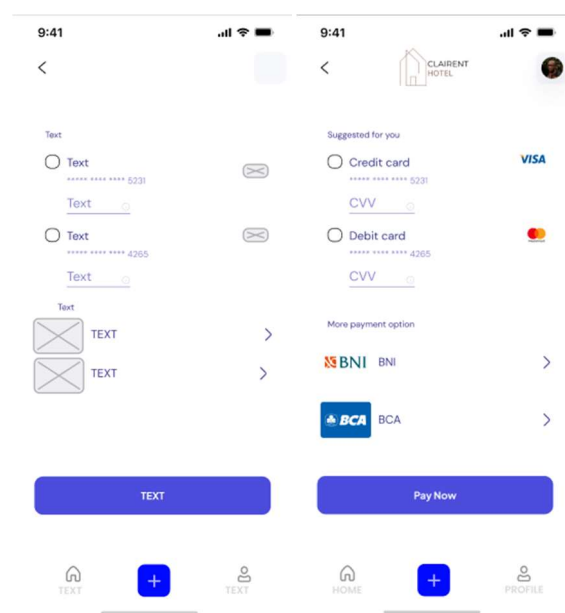 9:41
Text
Text
***** **** **** 5231
Text
Text
***** **** **** 4265
Text
Text
TEXT
TEXT
TEXT
TEXT
TEXT
9:41
CLAIRENT
HOTEL
Suggested for you
Credit card
VISA
***** **** **** 5231
CVV
Debit card
***** **** **** 4265
CVV
More payment option
BNI BNI
BCA BCA
Pay Now
HOME
PROFILE